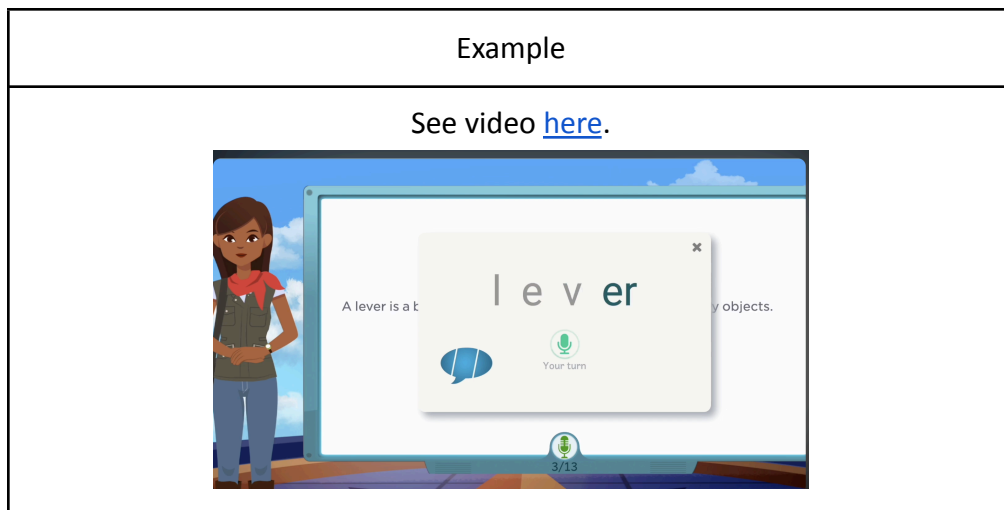 Example
See video here.
l e v er
A lever is a b y objects.
Your turn
3/13